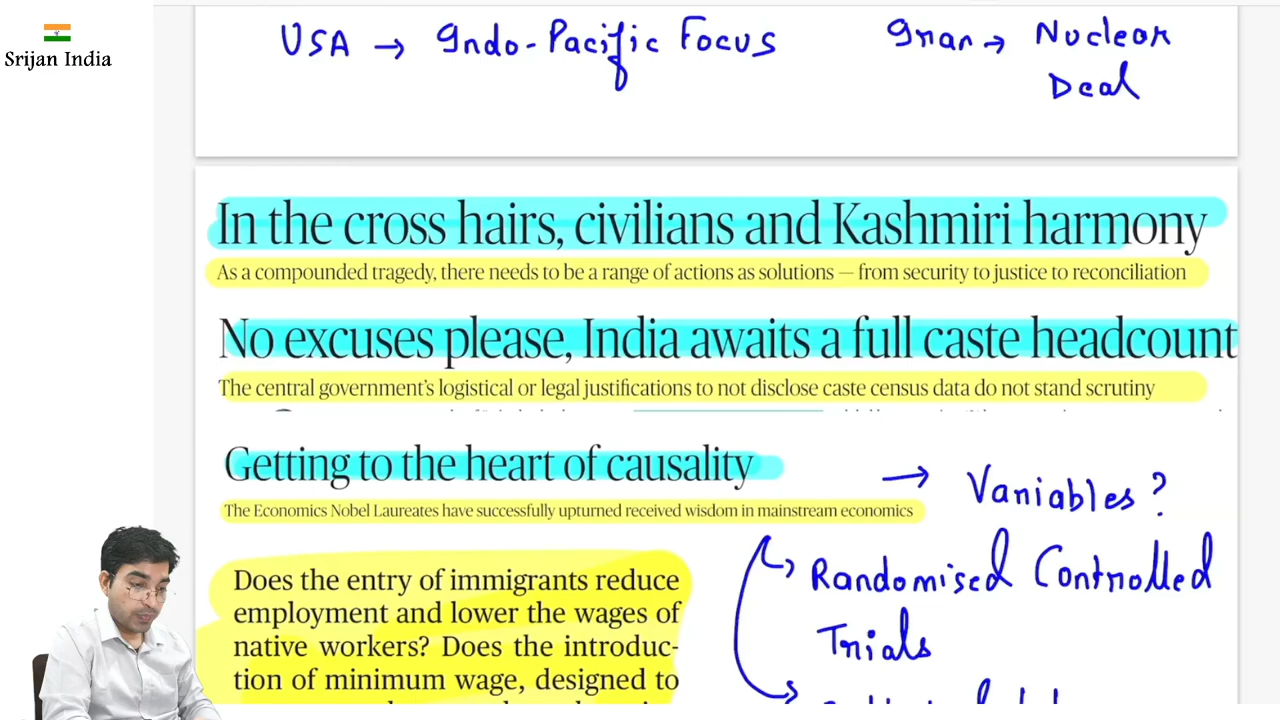 Srijan India
USA → Indo-Pacific Focus
Iran → Nuclear
Deal
In the cross hairs, civilians and Kashmiri harmony
As a compounded tragedy, there needs to be a range of actions as solutions — from security to justice to reconciliation
No excuses please, India awaits a full caste headcount
The central government's logistical or legal justifications to not disclose caste census data do not stand scrutiny
Getting to the heart of causality
→ Variables?
The Economics Nobel Laureates have successfully upturned received wisdom in mainstream economics
Randomised Controlled
Trials
Does the entry of immigrants reduce
employment and lower the wages of
native workers? Does the introduc-
tion of minimum wage, designed to